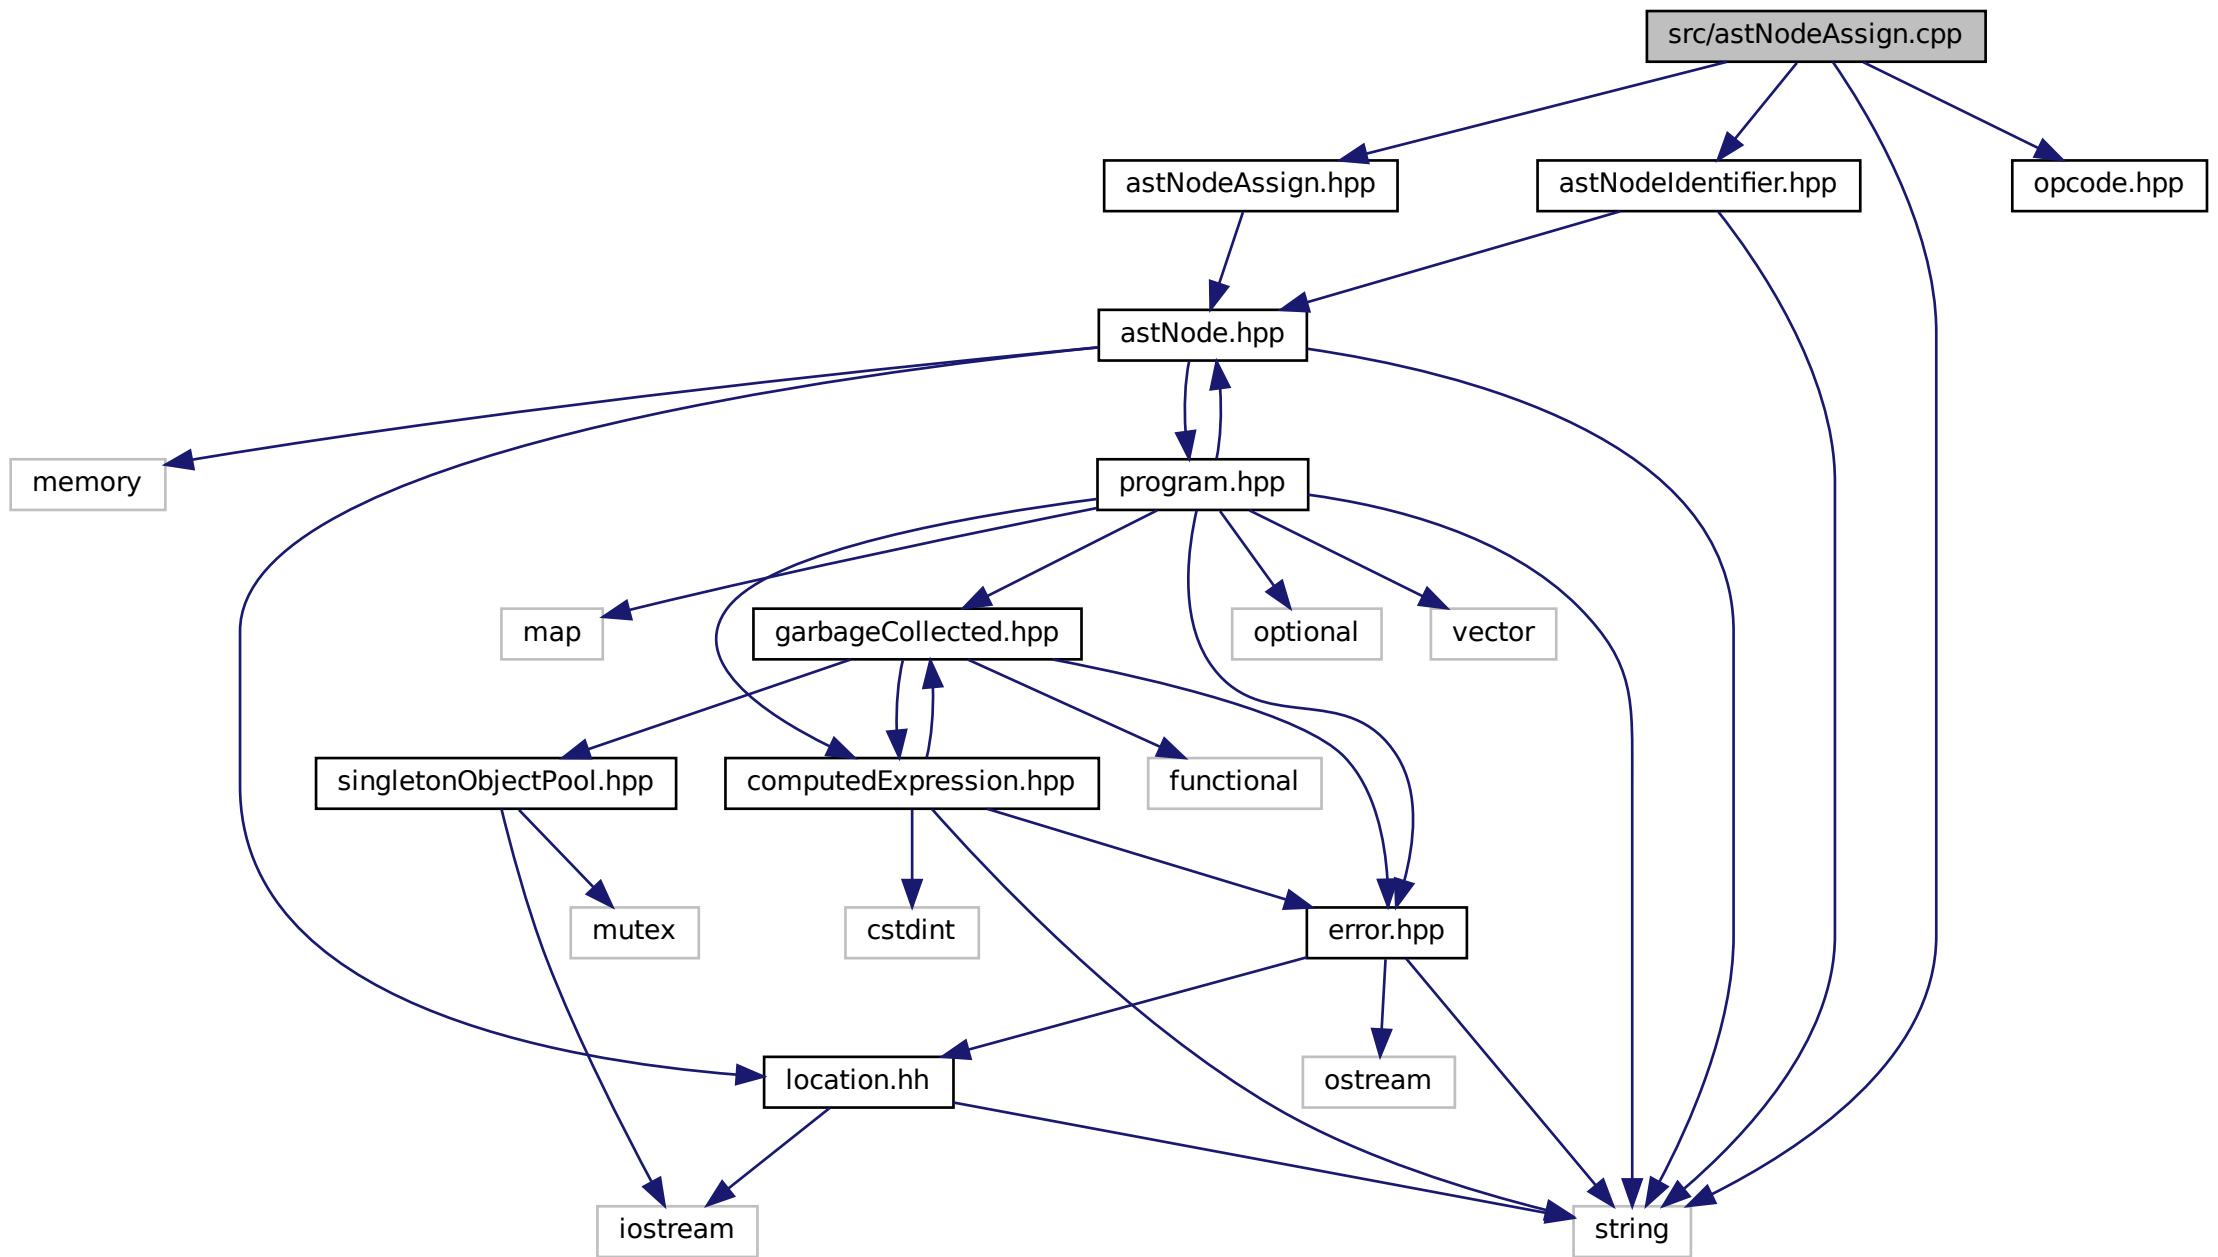 src/astNodeAssign.cpp
astNodeAssign.hpp
astNodeIdentifier.hpp
opcode.hpp
astNode.hpp
memory
program.hpp
map
garbageCollected.hpp
optional
vector
singletonObjectPool.hpp
computedExpression.hpp
functional
mutex
cstdint
error.hpp
location.hh
ostream
iostream
string